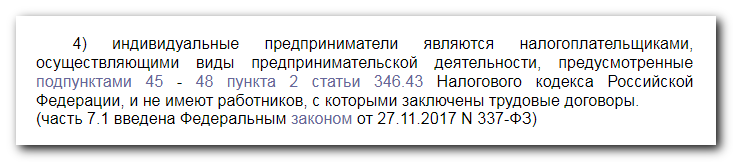 4) индивидуальные предприниматели являются налогоплательщиками,
осуществляющими виды предпринимательской деятельности, предусмотренные
подпунктами 45 - 48 пункта 2 статьи 346.43 Налогового кодекса Российской
Федерации, и не имеют работников, с которыми заключены трудовые договоры.
(часть 7.1 введена Федеральным законом от 27.11.2017 N 337-ФЗ)